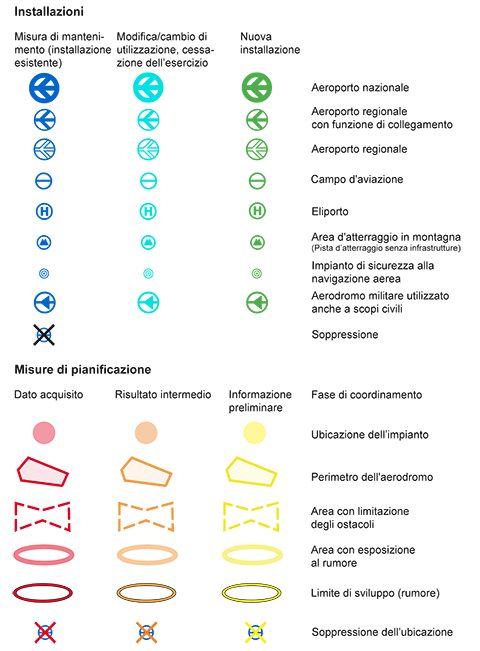 Installazioni
Misura di manteni-
mento (installazione
esistente)
Modifica/cambio di
utilizzazione, cessa-
zione dell'esercizio
Nuova
installazione
Aeroporto nazionale
Aeroporto regionale
con funzione di collegamento
Aeroporto regionale
Campo d'aviazione
H H H
Eliporto
Area d'atterraggio in montagna
(Pista d'atterraggio senza infrastrutture)
Impianto di sicurezza alla
navigazione aerea
Aerodromo militare utilizzato
anche a scopi civili
Soppressione
Misure di pianificazione
Dato acquisito
Risultato intermedio
Informazione
preliminare
Fase di coordinamento
Ubicazione dell'impianto
Perimetro dell'aerodromo
Area con limitazione
degli ostacoli
Area con esposizione
al rumore
Limite di sviluppo (rumore)
Soppressione dell'ubicazione